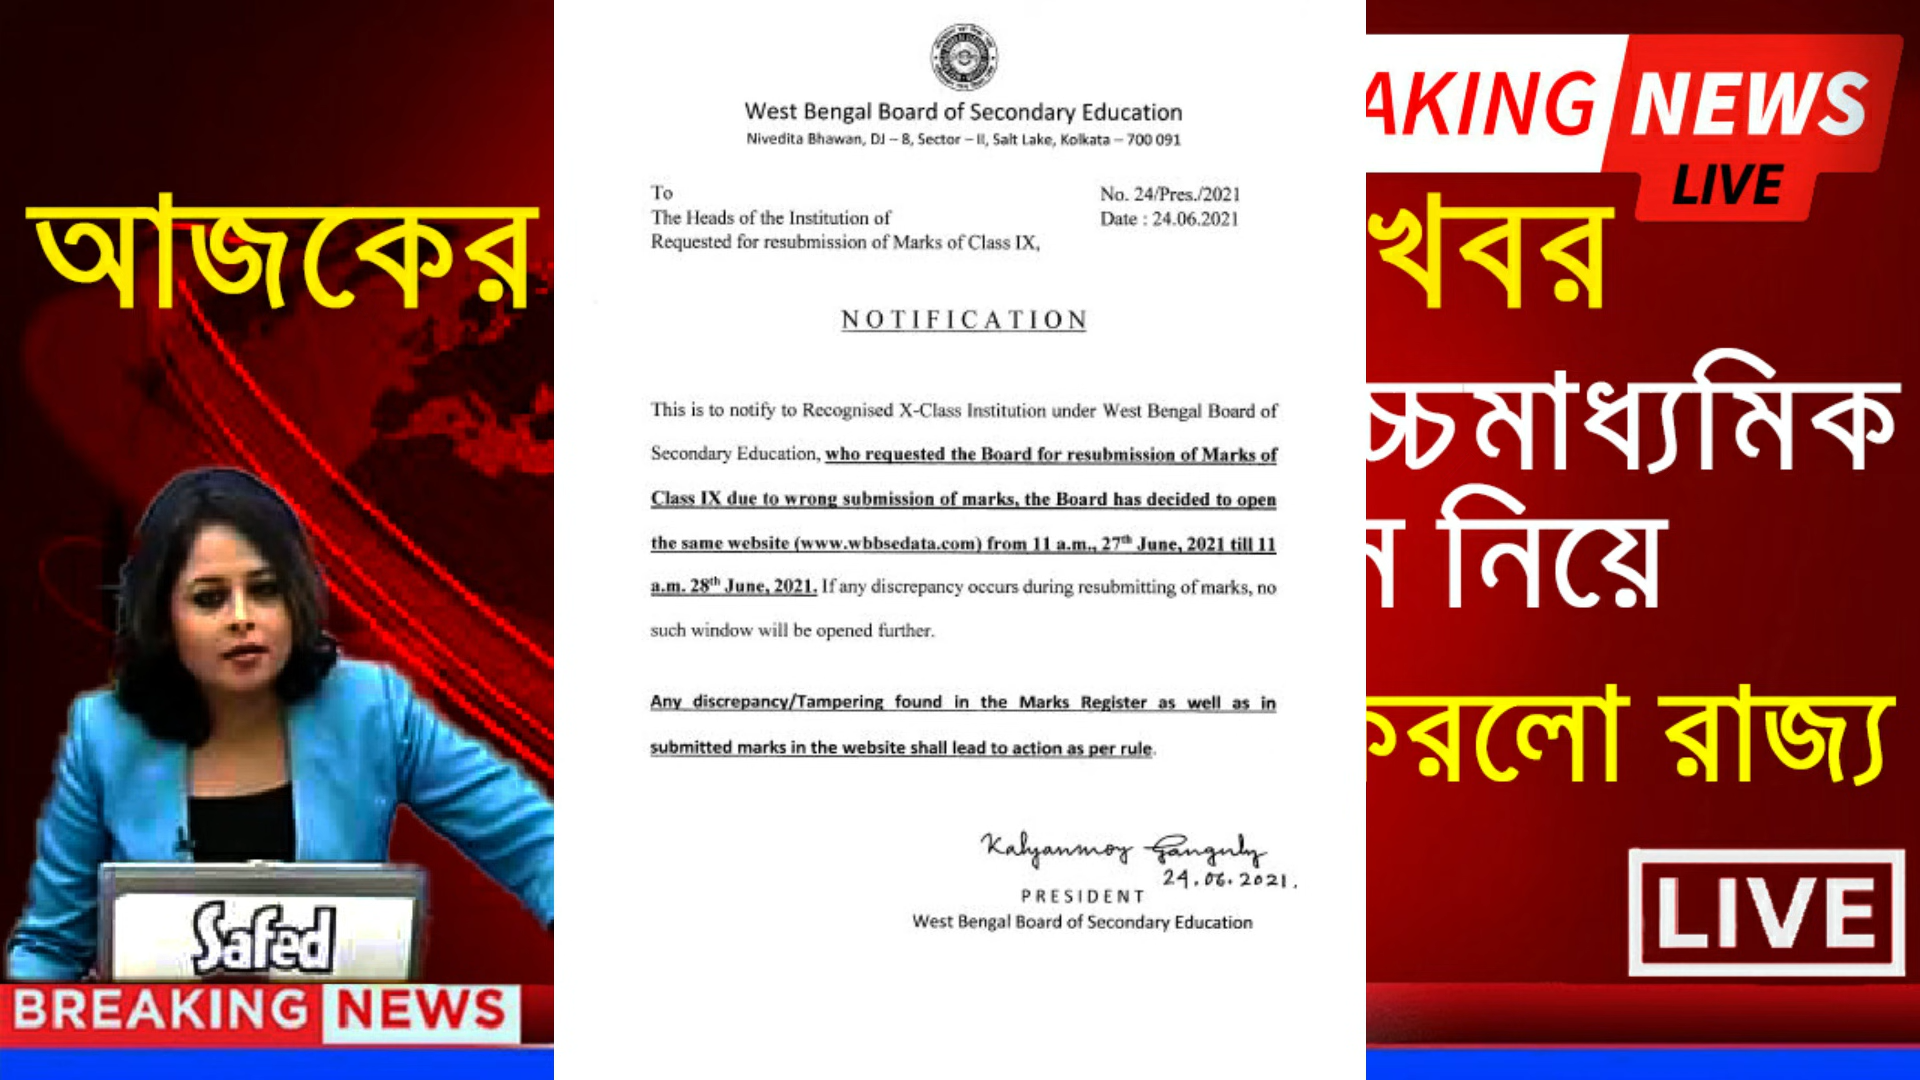 আজকের
BREAKING NEWS
Safed
West Bengal Board of Secondary Education
Nivedita Bhawan, DJ – 8, Sector – II, Salt Lake, Kolkata – 700 091
To
The Heads of the Institution of
Requested for resubmission of Marks of Class IX,
No. 24/Pres./2021
Date : 24.06.2021
NOTIFICATION
This is to notify to Recognised X-Class Institution under West Bengal Board of
Secondary Education, who requested the Board for resubmission of Marks of
Class IX due to wrong submission of marks, the Board has decided to open
the same website (www.wbbsedata.com) from 11 a.m., 27th June, 2021 till 11
a.m. 28th June, 2021. If any discrepancy occurs during resubmitting of marks, no
such window will be opened further.
Any discrepancy/Tampering found in the Marks Register as well as in
submitted marks in the website shall lead to action as per rule.
Kalyanmoy Ganguly
24.06.2021.
PRESIDENT
West Bengal Board of Secondary Education
AKING NEWS
LIVE
খবর
চ্চমাধ্যমিক
নিয়ে
করলো রাজ্য
LIVE